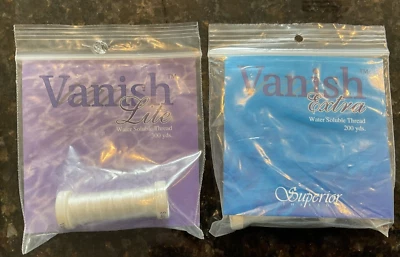 Vanish
Lite
Water Soluble Thread
200 yds.
Vanish
Extra
Water Soluble Thread
200 yds.
Superior